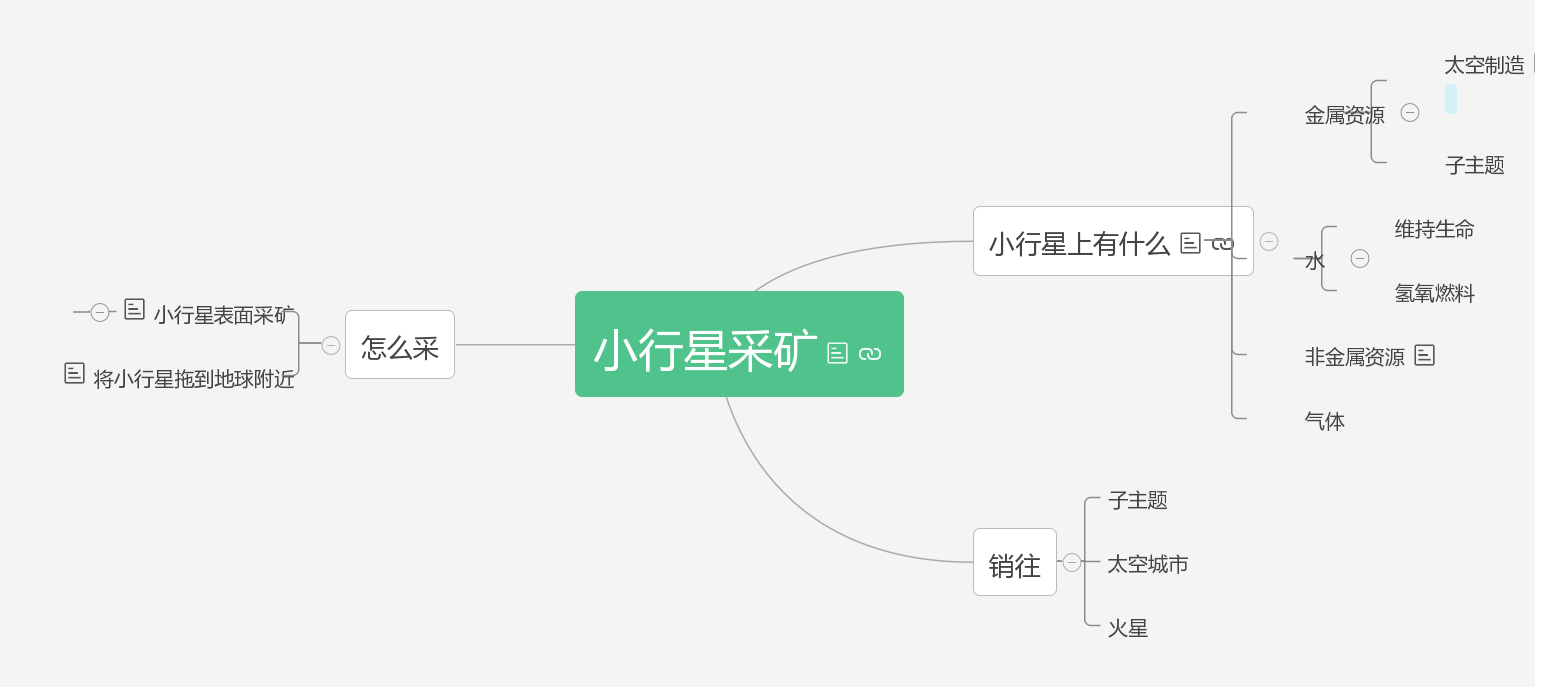 小行星采矿
小行星上有什么
金属资源
太空制造
子主题
水
维持生命
氢氧燃料
非金属资源
气体
销往
子主题
太空城市
火星
怎么采
小行星表面采矿
将小行星拖到地球附近